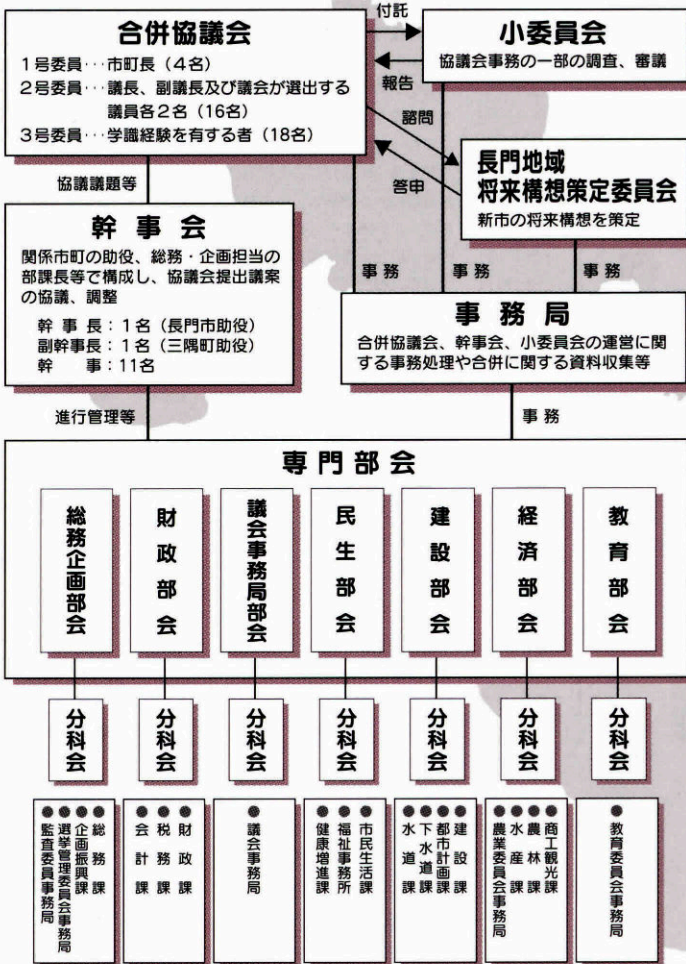 合併協議会
1号委員…市町長（4名）
2号委員…議長、副議長及び議会が選出する
議員各2名（16名）
3号委員…学識経験を有する者（18名）
付託
報告
小委員会
協議会事務の一部の調査、審議
諮問
答申
長門地域
将来構想策定委員会
新市の将来構想を策定
協議議題等
幹事会
関係市町の助役、総務・企画担当の
部課長等で構成し、協議会提出議案
の協議、調整
幹事長：1名（長門市助役）
副幹事長：1名（三隅町助役）
幹　事：11名
事務
事務
事務
事務局
合併協議会、幹事会、小委員会の運営に関
する事務処理や合併に関する資料収集等
進行管理等
事務
専門部会
総務企画部会
財政部会
議会事務局部会
民生部会
建設部会
経済部会
教育部会
分科会
分科会
分科会
分科会
分科会
分科会
分科会
●総務課
●企画振興課
●選挙管理委員会事務局
●監査委員事務局
●財政課
●税務課
●会計課
●議会事務局
●市民生活課
●福祉事務所
●健康増進課
●建設課
●都市計画課
●下水道課
●水道課
●商工観光課
●農林課
●水産課
●農業委員会事務局
●教育委員会事務局